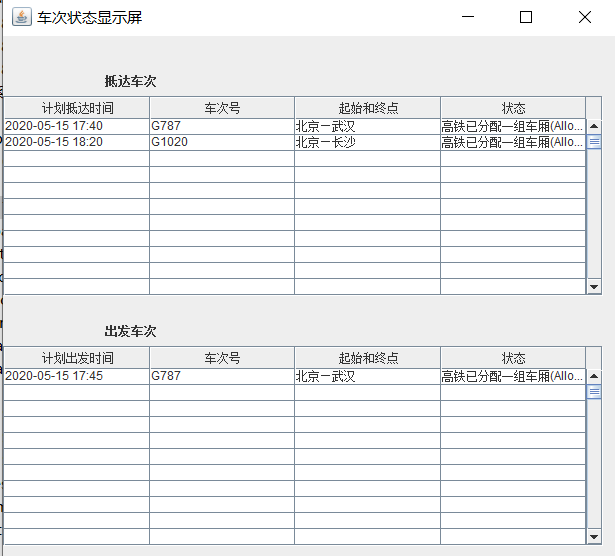 车次状态显示屏
抵达车次
计划抵达时间 车次号 起始和终点 状态
2020-05-15 17:40 G787 北京－武汉 高铁已分配一组车厢(Allo...
2020-05-15 18:20 G1020 北京－长沙 高铁已分配一组车厢(Allo...
出发车次
计划出发时间 车次号 起始和终点 状态
2020-05-15 17:45 G787 北京－武汉 高铁已分配一组车厢(Allo...